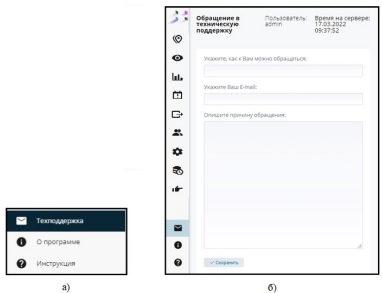 Обращение в
техническую
поддержку
Пользователь:
admin
Время на сервере:
17.03.2022
09:37:52
Укажите, как к Вам можно обращаться:
Укажите Ваш E-mail:
Опишите причину обращения:
Сохранить
Техподдержка
О программе
Инструкция
а)
б)